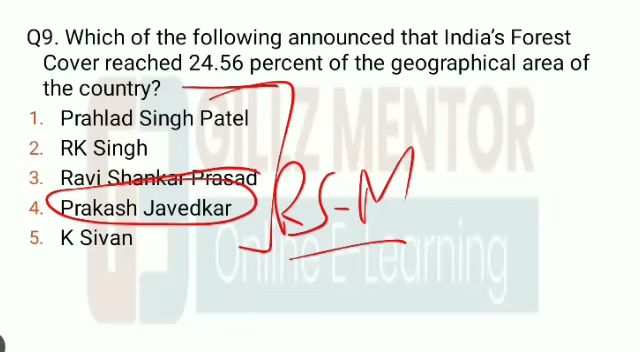 Q9. Which of the following announced that India's Forest
Cover reached 24.56 percent of the geographical area of
the country?
1. Prahlad Singh Patel
2. RK Singh
3. Ravi Shankar Prasad
4. Prakash Javedkar
5. K Sivan
RS-M
GLITZ MENTOR
Online E-Learning